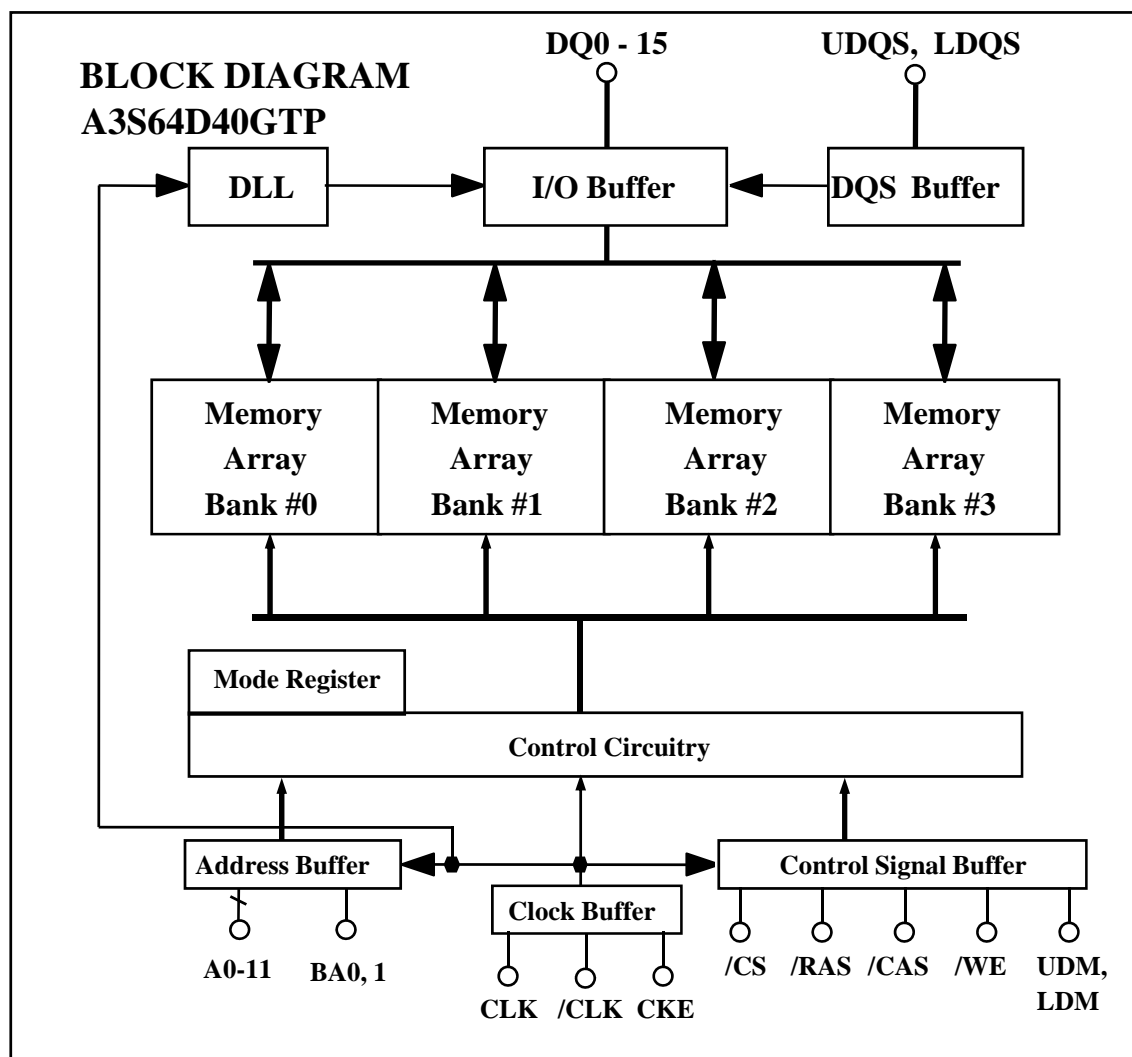 DQ0 - 15
UDQS, LDQS
BLOCK DIAGRAM
A3S64D40GTP
DLL
I/O Buffer
DQS Buffer
Memory
Array
Bank #0
Memory
Array
Bank #1
Memory
Array
Bank #2
Memory
Array
Bank #3
Mode Register
Control Circuitry
Address Buffer
Control Signal Buffer
Clock Buffer
A0-11
BA0, 1
CLK
/CLK
CKE
/CS
/RAS
/CAS
/WE
UDM,
LDM